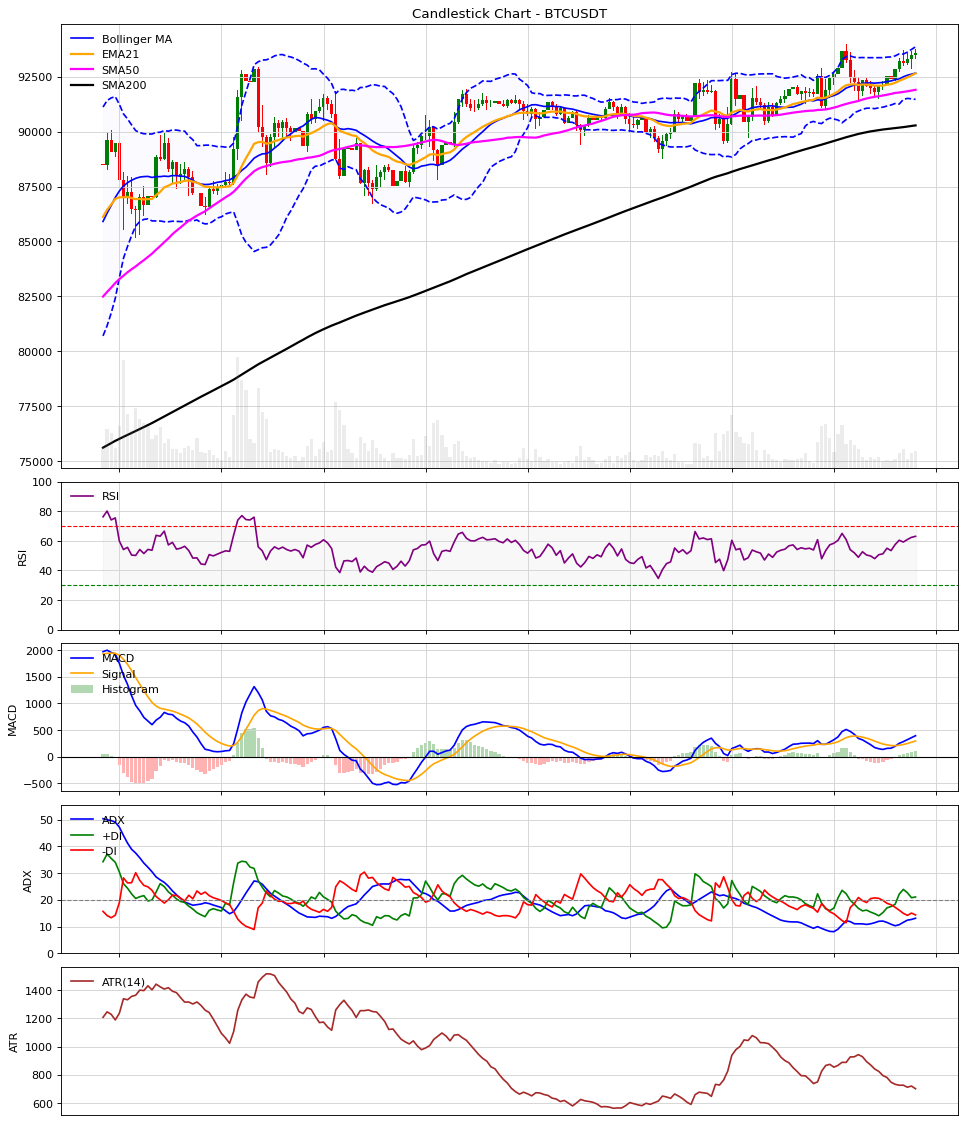 Candlestick Chart - BTCUSDT
Bollinger MA
EMA21
SMA50
SMA200
92500
90000
87500
85000
82500
80000
77500
75000
RSI
RSI
100
80
60
40
20
0
MACD
Signal
Histogram
MACD
2000
1500
1000
500
0
−500
ADX
+DI
-DI
ADX
50
40
30
20
10
0
ATR(14)
ATR
1400
1200
1000
800
600